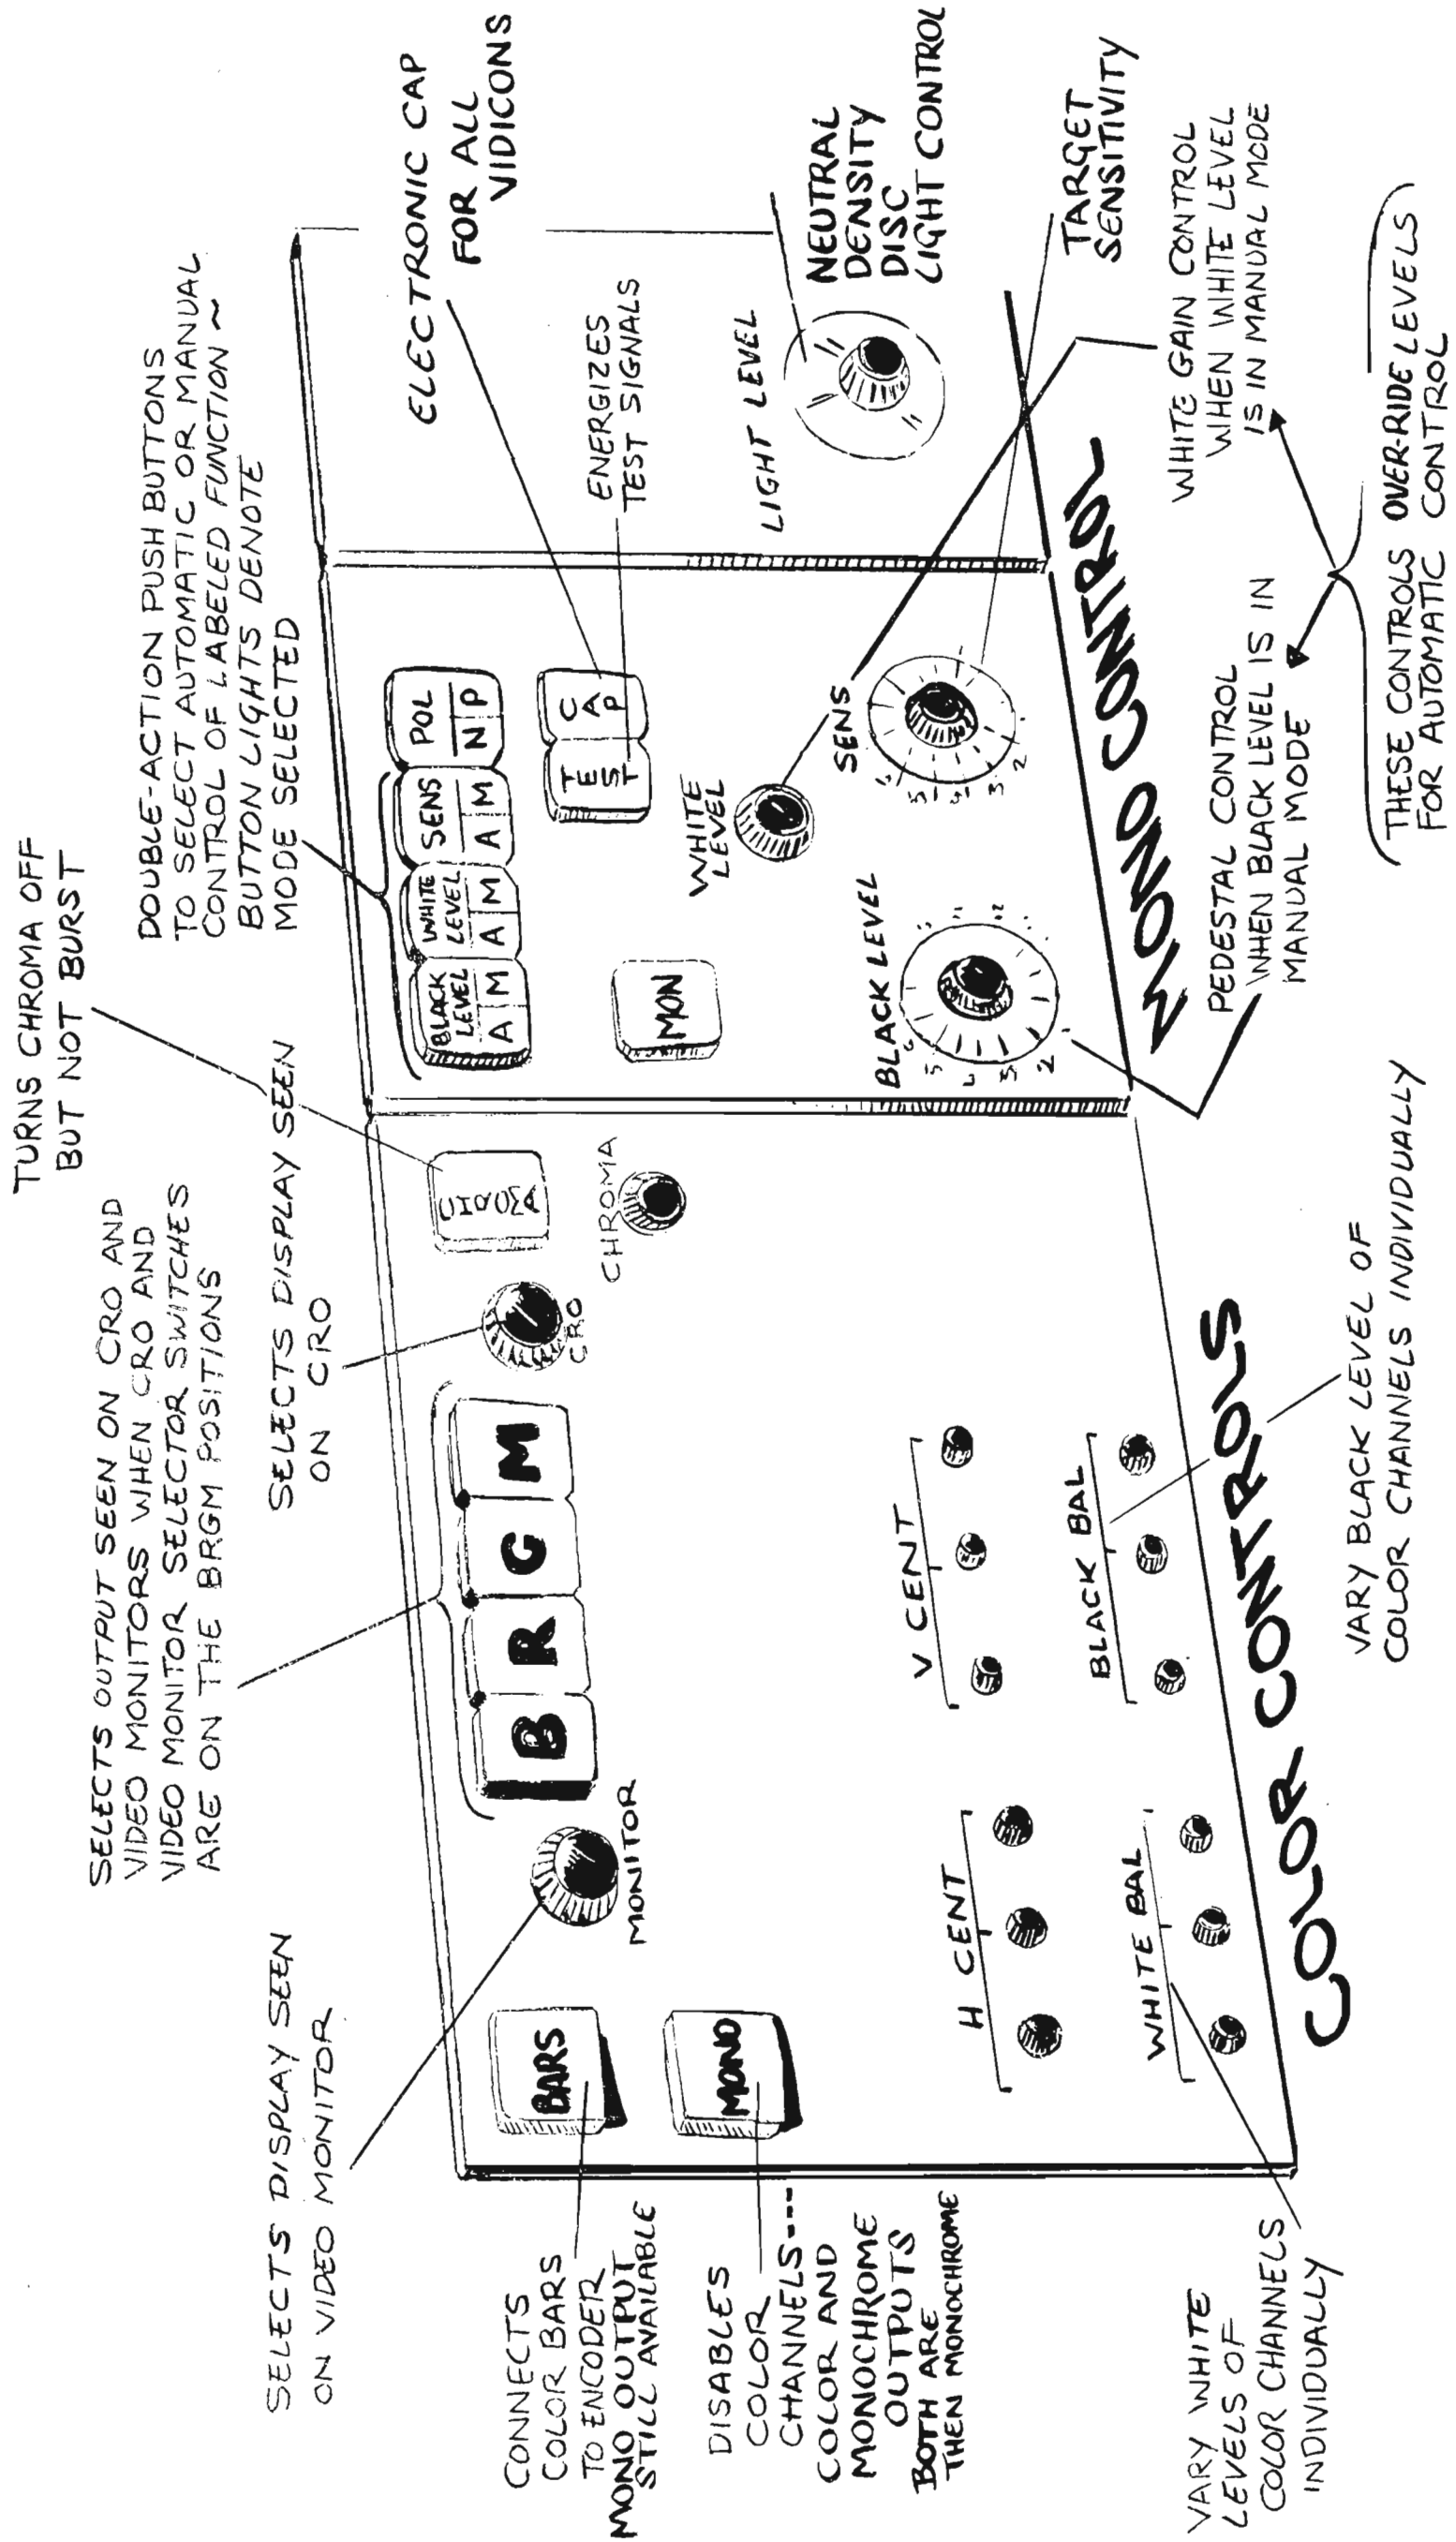 TURNS CHROMA OFF
BUT NOT BURST
SELECTS OUTPUT SEEN ON CRO AND
VIDEO MONITORS WHEN CRO AND
VIDEO MONITOR SELECTOR SWITCHES
ARE ON THE BRGM POSITIONS
DOUBLE-ACTION PUSH BUTTONS
TO SELECT AUTOMATIC OR MANUAL
CONTROL OF LABELED FUNCTION ~
BUTTON LIGHTS DENOTE
MODE SELECTED
SELECTS DISPLAY SEEN
ON VIDEO MONITOR
SELECTS DISPLAY SEEN
ON CRO
ELECTRONIC CAP
FOR ALL
VIDICONS
ENERGIZES
TEST SIGNALS
CONNECTS
COLOR BARS
TO ENCODER
MONO OUTPUT
STILL AVAILABLE
DISABLES
COLOR
CHANNELS---
COLOR AND
MONOCHROME
OUTPUTS
BOTH ARE
THEN MONOCHROME
BARS
MONO
MONITOR
B
R
G
M
CRO
CHROMA
H CENT
V CENT
WHITE BAL
BLACK BAL
COLOR CONTROLS
BLACK
LEVEL
A M
WHITE
LEVEL
A M
SENS
A M
POL
N P
TEST
CAP
MON
WHITE
LEVEL
BLACK LEVEL
5
4
3
2
SENS
5
4
3
2
MONO CONTROL
LIGHT LEVEL
NEUTRAL
DENSITY
DISC
LIGHT CONTROL
TARGET
SENSITIVITY
WHITE GAIN CONTROL
WHEN WHITE LEVEL
IS IN MANUAL MODE
PEDESTAL CONTROL
WHEN BLACK LEVEL IS IN
MANUAL MODE
THESE CONTROLS OVER-RIDE LEVELS
FOR AUTOMATIC CONTROL
VARY WHITE
LEVELS OF
COLOR CHANNELS
INDIVIDUALLY
VARY BLACK LEVEL OF
COLOR CHANNELS INDIVIDUALLY